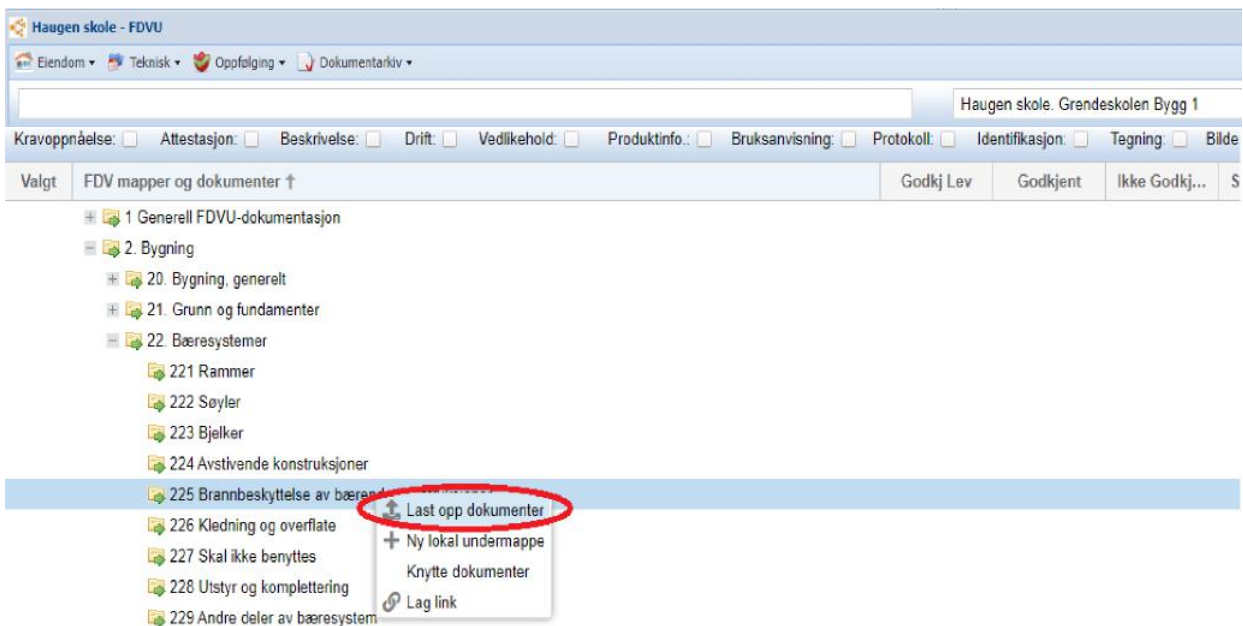 Haugen skole - FDVU
Eiendom Teknisk Oppfølging Dokumentarkiv
Haugen skole. Grendeskolen Bygg 1
Kravoppnåelse: Attestasjon: Beskrivelse: Drift: Vedlikehold: Produktinfo.: Bruksanvisning: Protokoll: Identifikasjon: Tegning: Bilde
Valgt FDV mapper og dokumenter Godkj Lev Godkjent Ikke Godkj... S
1 Generell FDVU-dokumentasjon
2. Bygning
20. Bygning, generelt
21. Grunn og fundamenter
22. Bæresystemer
221 Rammer
222 Søyler
223 Bjelker
224 Avstivende konstruksjoner
225 Brannbeskyttelse av
Last opp dokumenter
226 Kledning og overflate
Ny lokal undermappe
227 Skal ikke benyttes
Knytte dokumenter
228 Utstyr og komplettering
Lag link
229 Andre deler av bæresystem